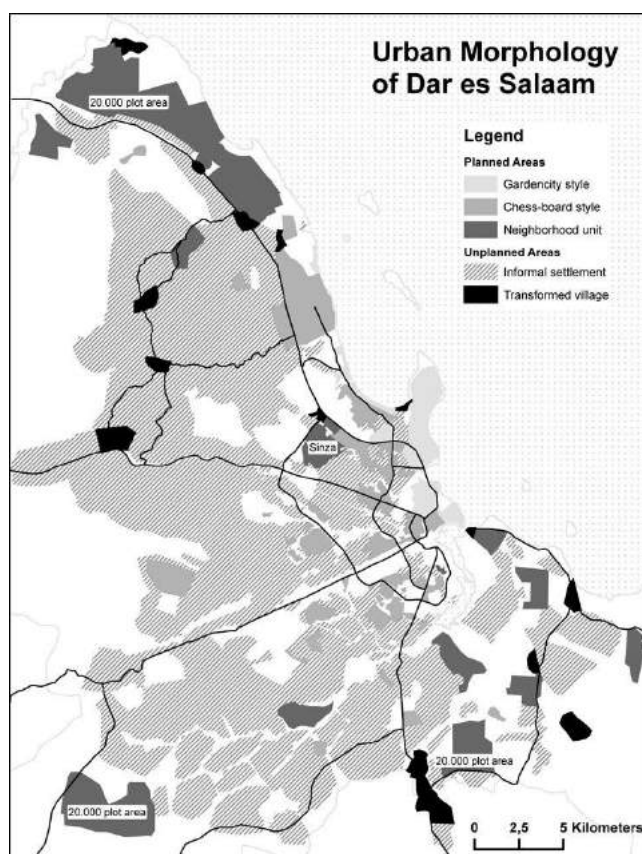 Urban Morphology
of Dar es Salaam
Legend
Planned Areas
Gardencity style
Chess-board style
Neighborhood unit
Unplanned Areas
Informal settlement
Transformed village
20.000 plot area
Sinza
20.000 plot area
20.000 plot area
0 2,5 5 Kilometers